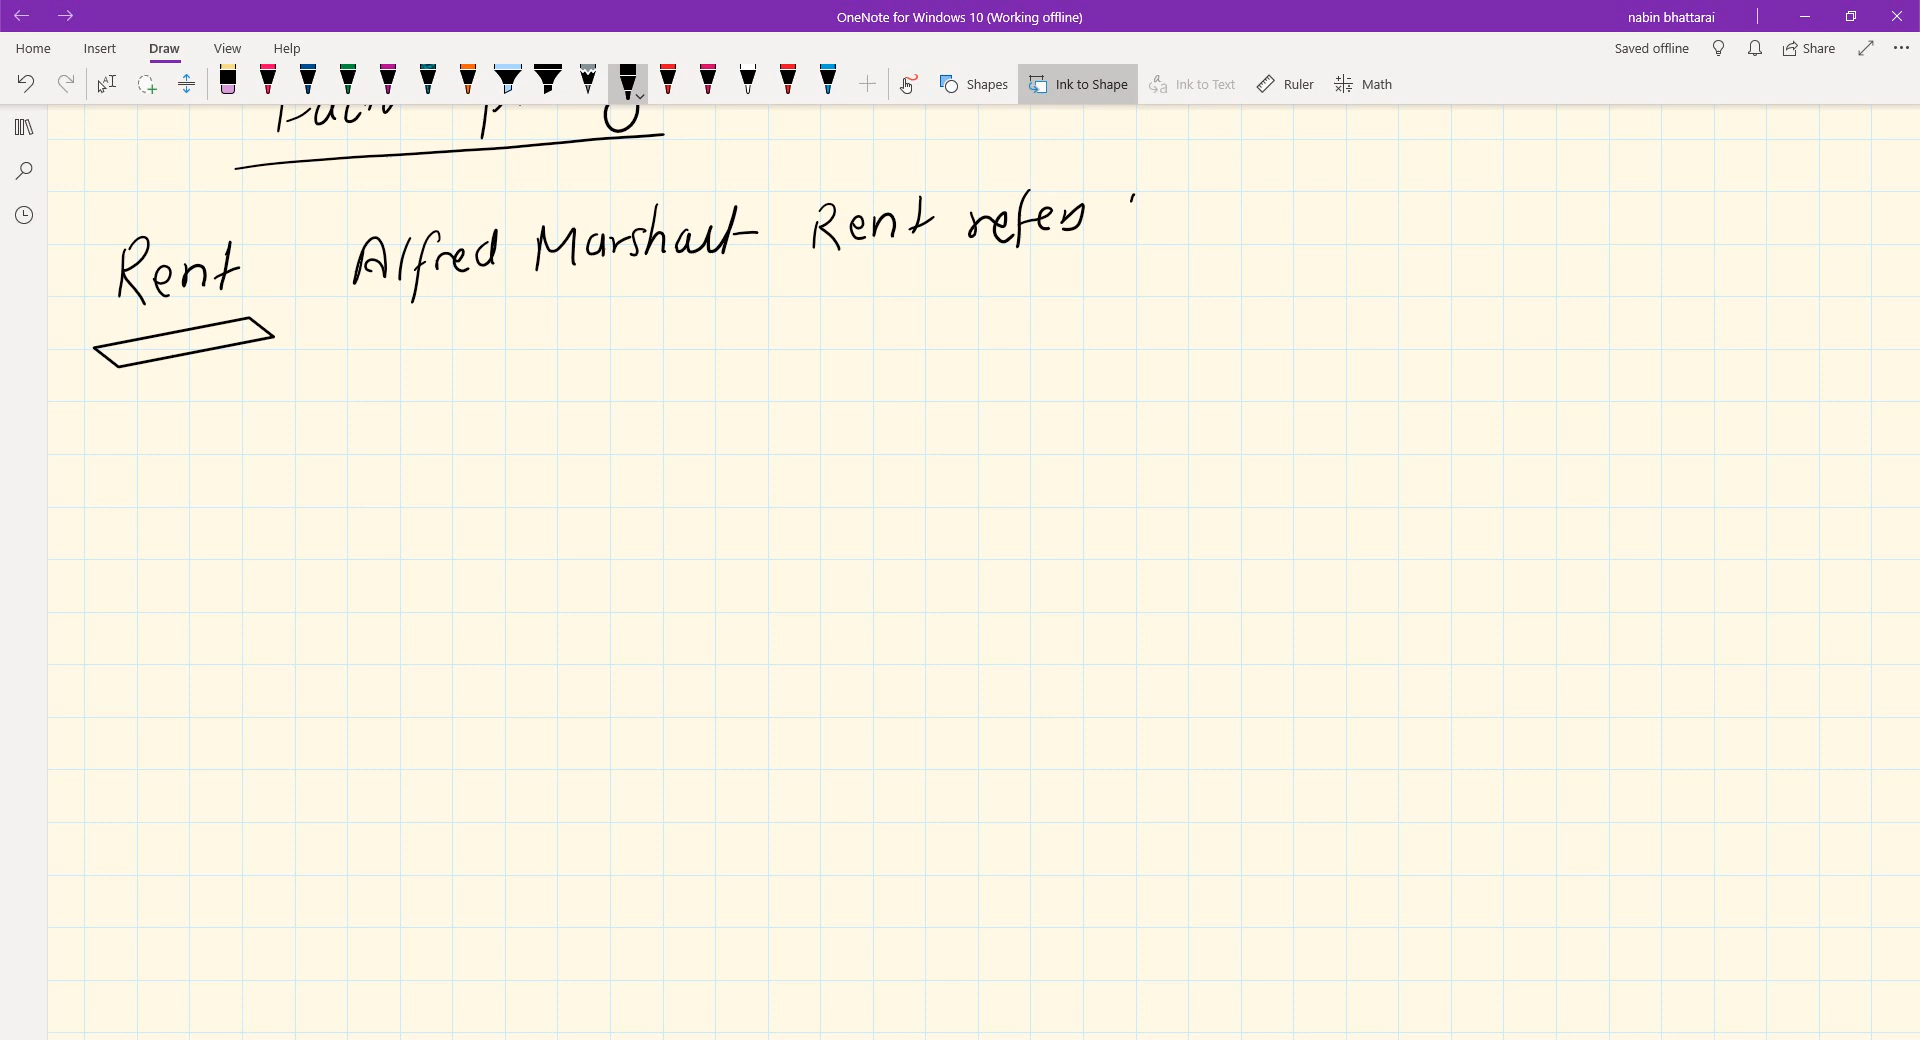 OneNote for Windows 10 (Working offline)
nabin bhattarai
Home Insert Draw View Help
Saved offline Share
Shapes Ink to Shape Ink to Text Ruler Math
Rent Alfred Marshall - Rent refers